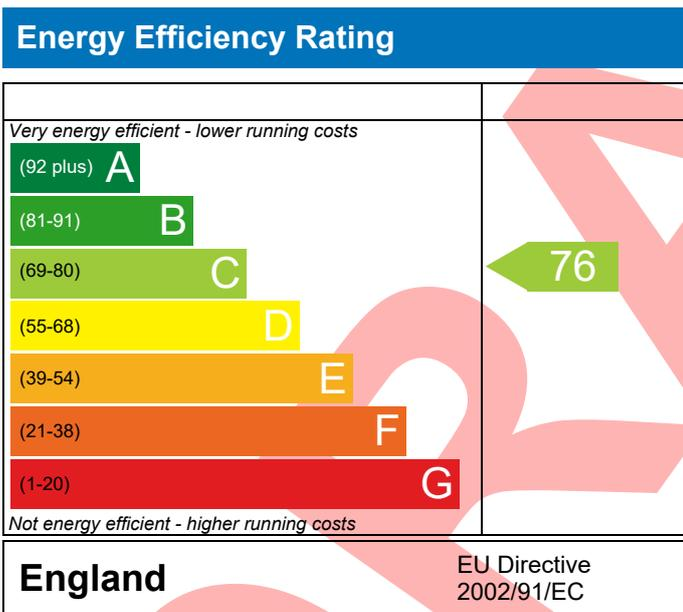 Energy Efficiency Rating
Very energy efficient - lower running costs
(92 plus) A
(81-91) B
(69-80) C
76
(55-68) D
(39-54) E
(21-38) F
(1-20) G
Not energy efficient - higher running costs
England
EU Directive
2002/91/EC